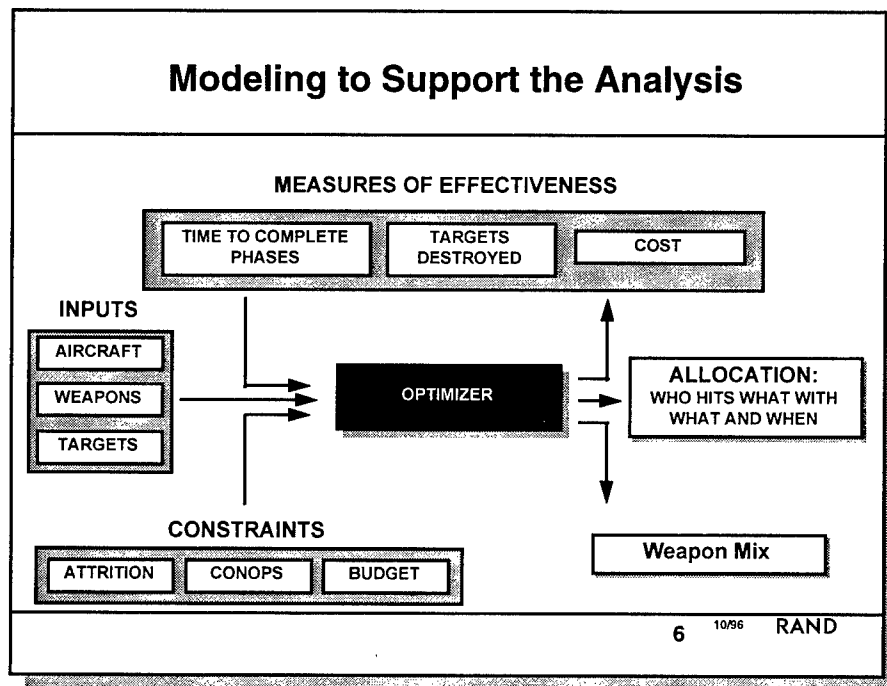 Modeling to Support the Analysis
MEASURES OF EFFECTIVENESS
TIME TO COMPLETE
PHASES
TARGETS
DESTROYED
COST
INPUTS
AIRCRAFT
WEAPONS
TARGETS
OPTIMIZER
ALLOCATION:
WHO HITS WHAT WITH
WHAT AND WHEN
CONSTRAINTS
ATTRITION
CONOPS
BUDGET
Weapon Mix
6 10/96 RAND